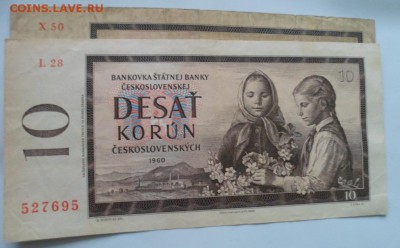 COINS.LAVE.RU
X 50
L 28
BANKOVKA ŠTÁTNEJ BANKY
ČESKOSLOVENSKEJ
10
DESAŤ
KORÚN
ČESKOSLOVENSKÝCH
1960
10
527695
10